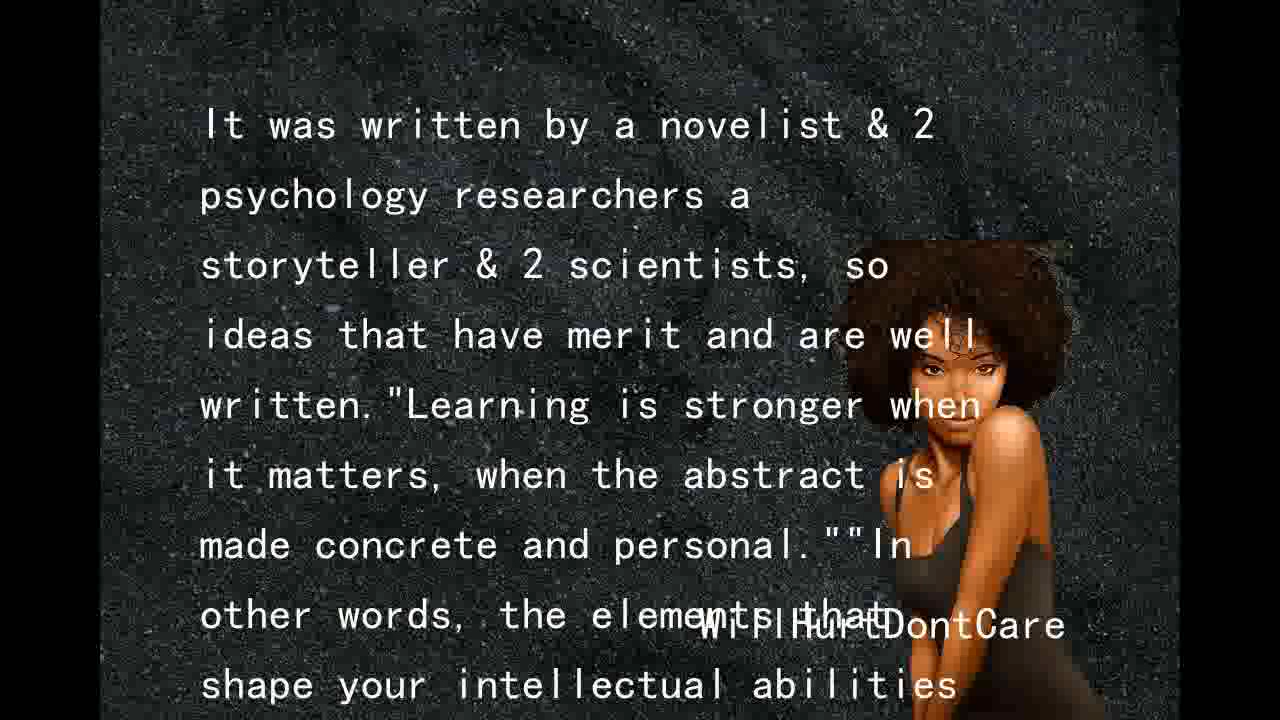 It was written by a novelist & 2
psychology researchers a
storyteller & 2 scientists, so
ideas that have merit and are well
written."Learning is stronger when
it matters, when the abstract is
made concrete and personal.""In
other words, the elements that
WillHurtDontCare
shape your intellectual abilities